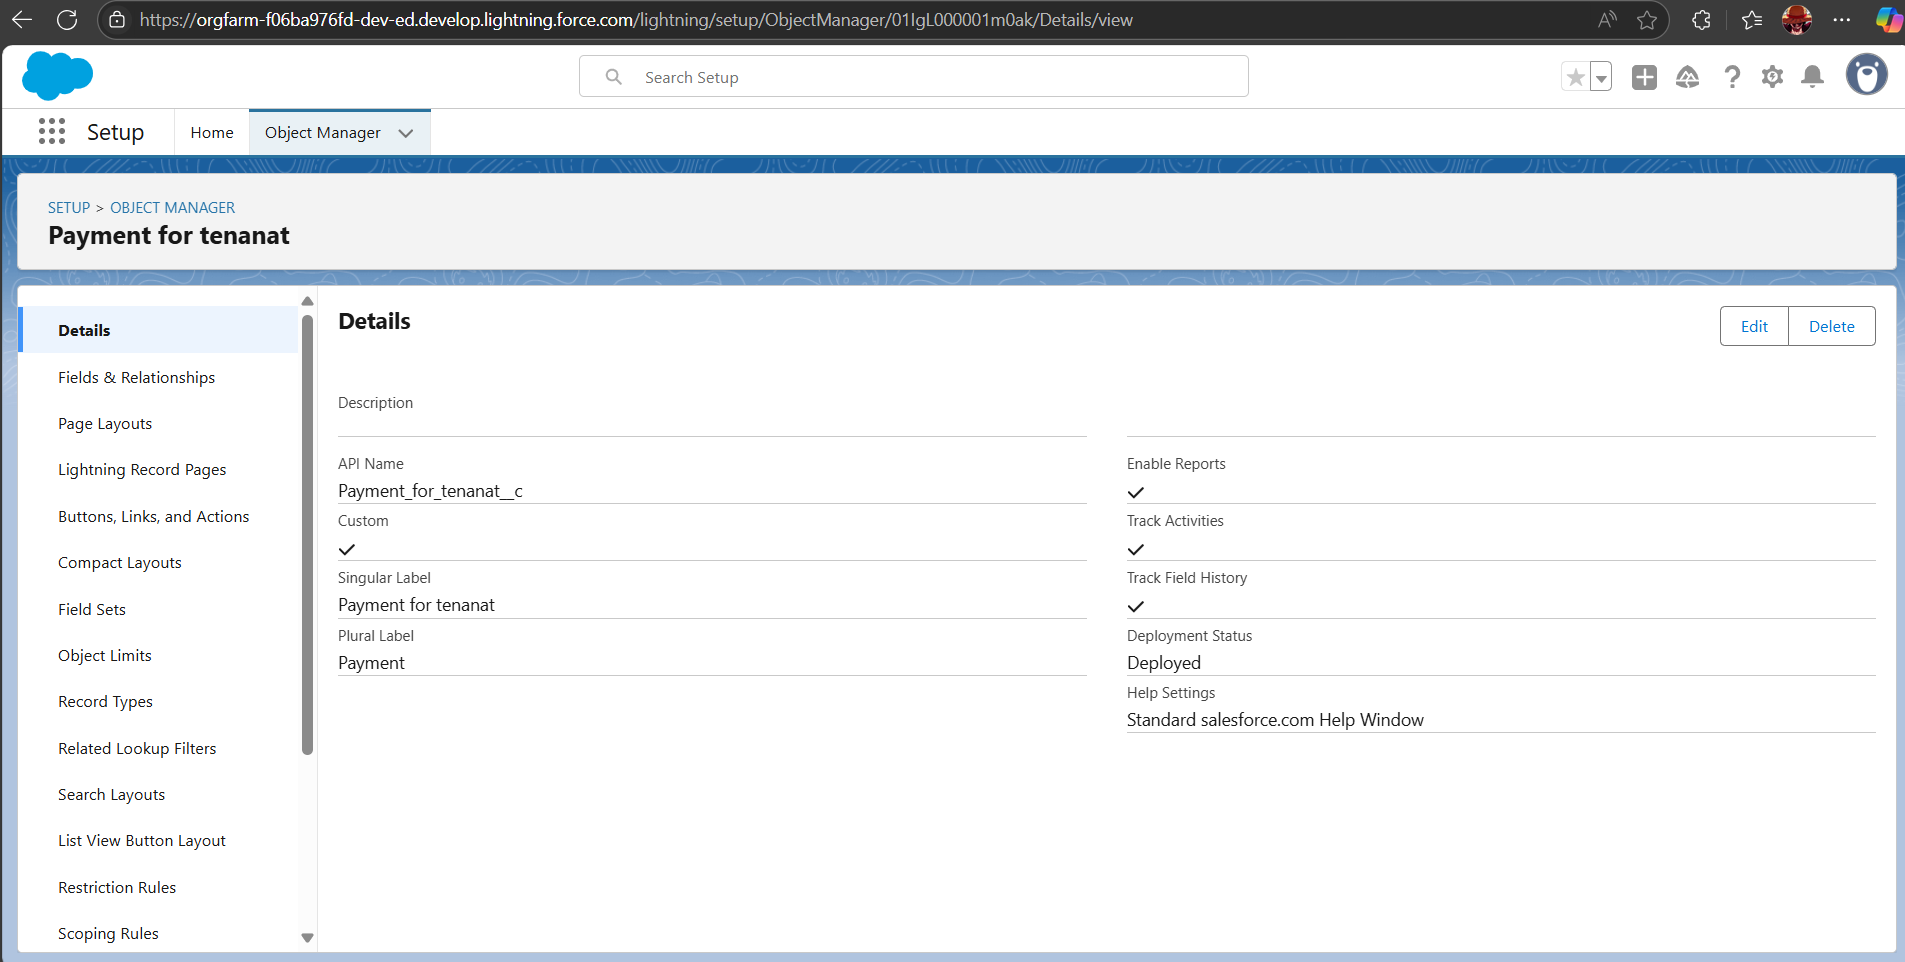 https://orgfarm-f06ba976fd-dev-ed.develop.lightning.force.com/lightning/setup/ObjectManager/01IgL000001m0ak/Details/view
Search Setup
Setup
Home
Object Manager
SETUP > OBJECT MANAGER
Payment for tenanat
Details
Fields & Relationships
Page Layouts
Lightning Record Pages
Buttons, Links, and Actions
Compact Layouts
Field Sets
Object Limits
Record Types
Related Lookup Filters
Search Layouts
List View Button Layout
Restriction Rules
Scoping Rules
Details
Edit
Delete
Description
API Name
Payment_for_tenanat__c
Custom
Singular Label
Payment for tenanat
Plural Label
Payment
Enable Reports
Track Activities
Track Field History
Deployment Status
Deployed
Help Settings
Standard salesforce.com Help Window